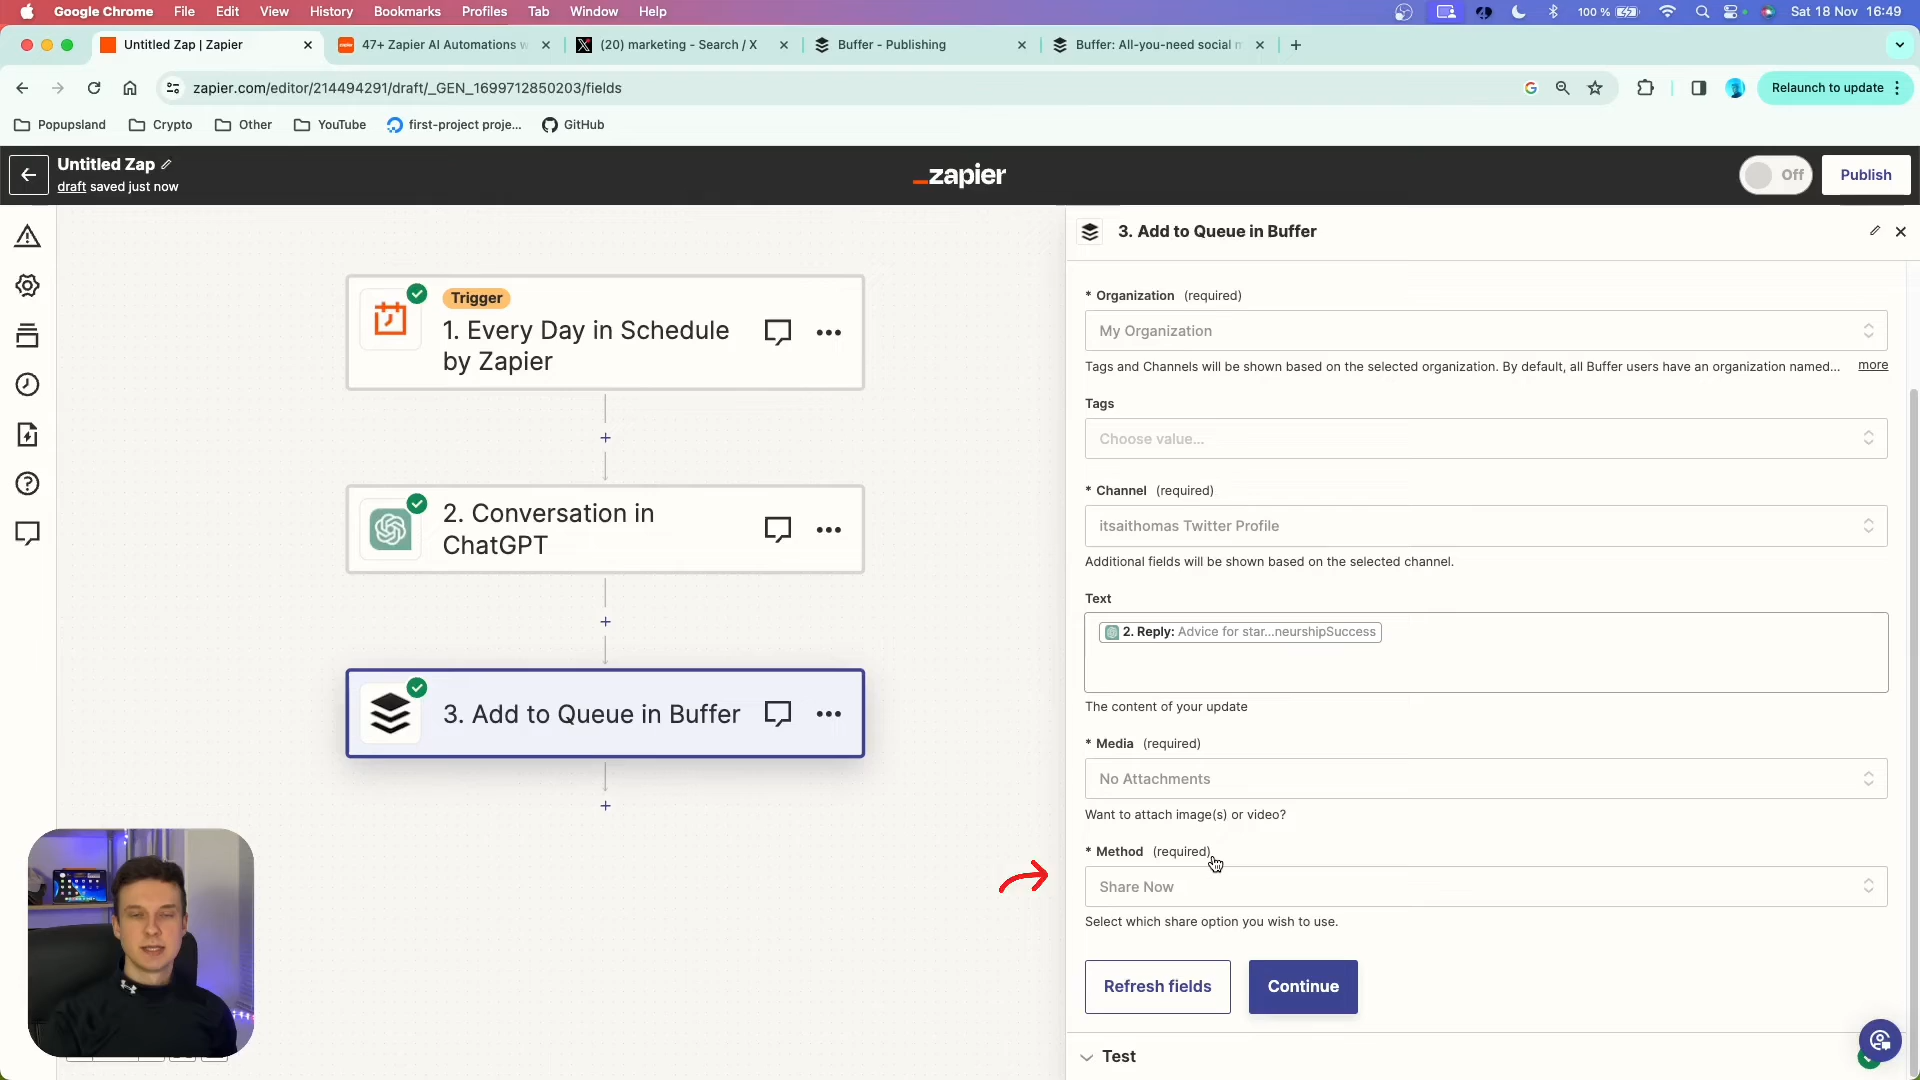 Google Chrome File Edit View History Bookmarks Profiles Tab Window Help 100 % Sat 18 Nov 16:49
Untitled Zap | Zapier 47+ Zapier AI Automations (20) marketing - Search / X Buffer - Publishing Buffer: All-you-need social
zapier.com/editor/214494291/draft/_GEN_1699712850203/fields Relaunch to update
Popupsland Crypto Other YouTube first-project proje... GitHub
Untitled Zap
draft saved just now
_zapier
Off
Publish
Trigger
1. Every Day in Schedule
by Zapier
2. Conversation in
ChatGPT
3. Add to Queue in Buffer
3. Add to Queue in Buffer
* Organization (required)
My Organization
Tags and Channels will be shown based on the selected organization. By default, all Buffer users have an organization named... more
Tags
Choose value...
* Channel (required)
itsaithomas Twitter Profile
Additional fields will be shown based on the selected channel.
Text
2. Reply: Advice for star...neurshipSuccess
The content of your update
* Media (required)
No Attachments
Want to attach image(s) or video?
* Method (required)
Share Now
Select which share option you wish to use.
Refresh fields
Continue
Test